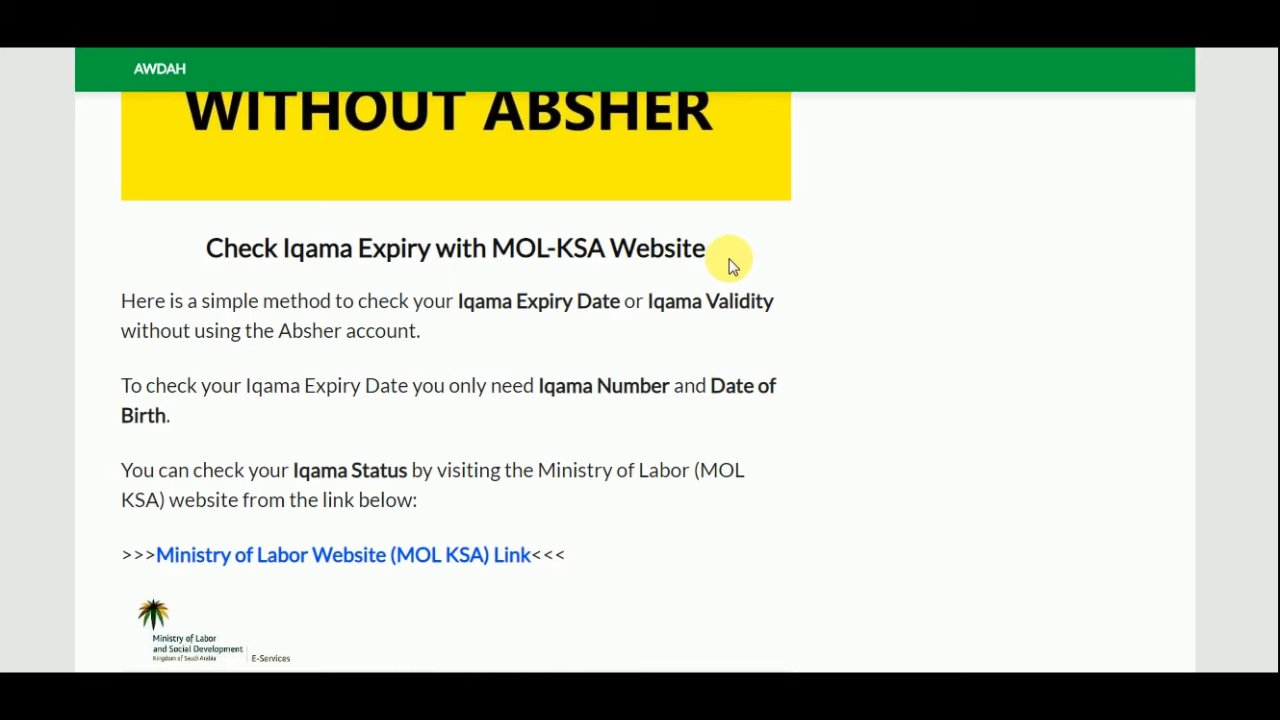 AWDAH
WITHOUT ABSHER
Check Iqama Expiry with MOL-KSA Website
Here is a simple method to check your Iqama Expiry Date or Iqama Validity
without using the Absher account.
To check your Iqama Expiry Date you only need Iqama Number and Date of
Birth.
You can check your Iqama Status by visiting the Ministry of Labor (MOL
KSA) website from the link below:
>>>Ministry of Labor Website (MOL KSA) Link<<<
Ministry of Labor
and Social Development
Kingdom of Saudi Arabia
E-Services